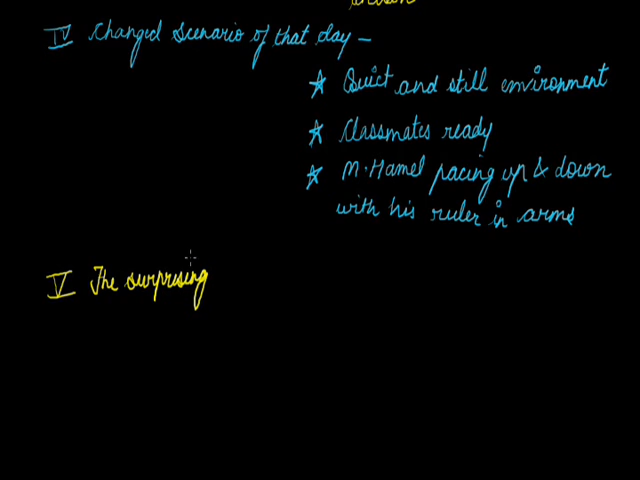 IV Changed Scenario of that day -
★ Quiet and still environment
★ Classmates ready
★ M. Hamel pacing up & down
with his ruler in arms
V The surprising